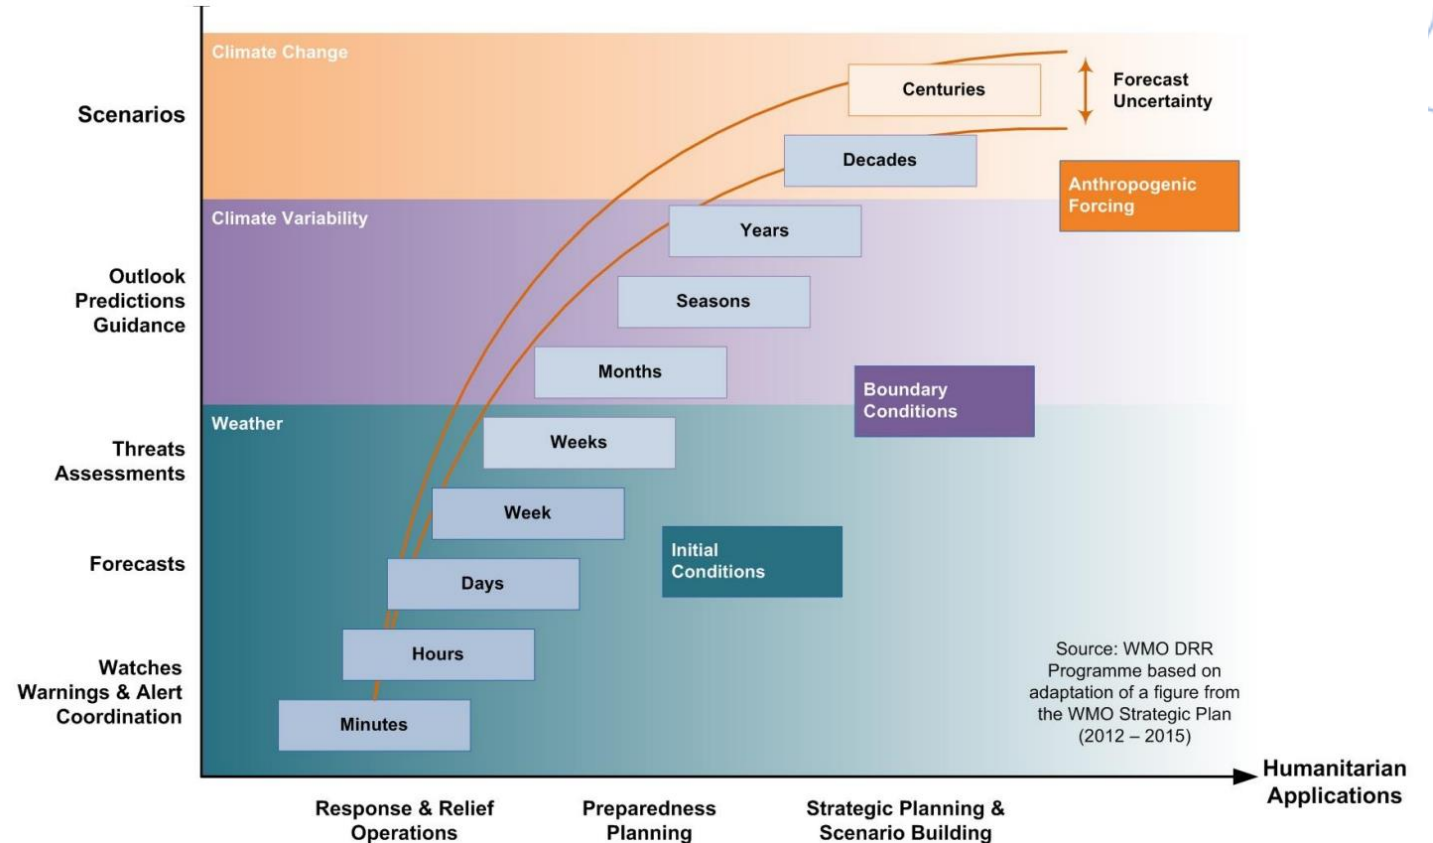 Climate Change
Scenarios
Centuries
Forecast
Uncertainty
Decades
Anthropogenic
Forcing
Climate Variability
Years
Outlook
Predictions
Guidance
Seasons
Months
Boundary
Conditions
Weather
Threats
Assessments
Weeks
Week
Initial
Conditions
Forecasts
Days
Hours
Watches
Warnings & Alert
Coordination
Minutes
Source: WMO DRR
Programme based on
adaptation of a figure from
the WMO Strategic Plan
(2012 – 2015)
Humanitarian
Applications
Response & Relief
Operations
Preparedness
Planning
Strategic Planning &
Scenario Building